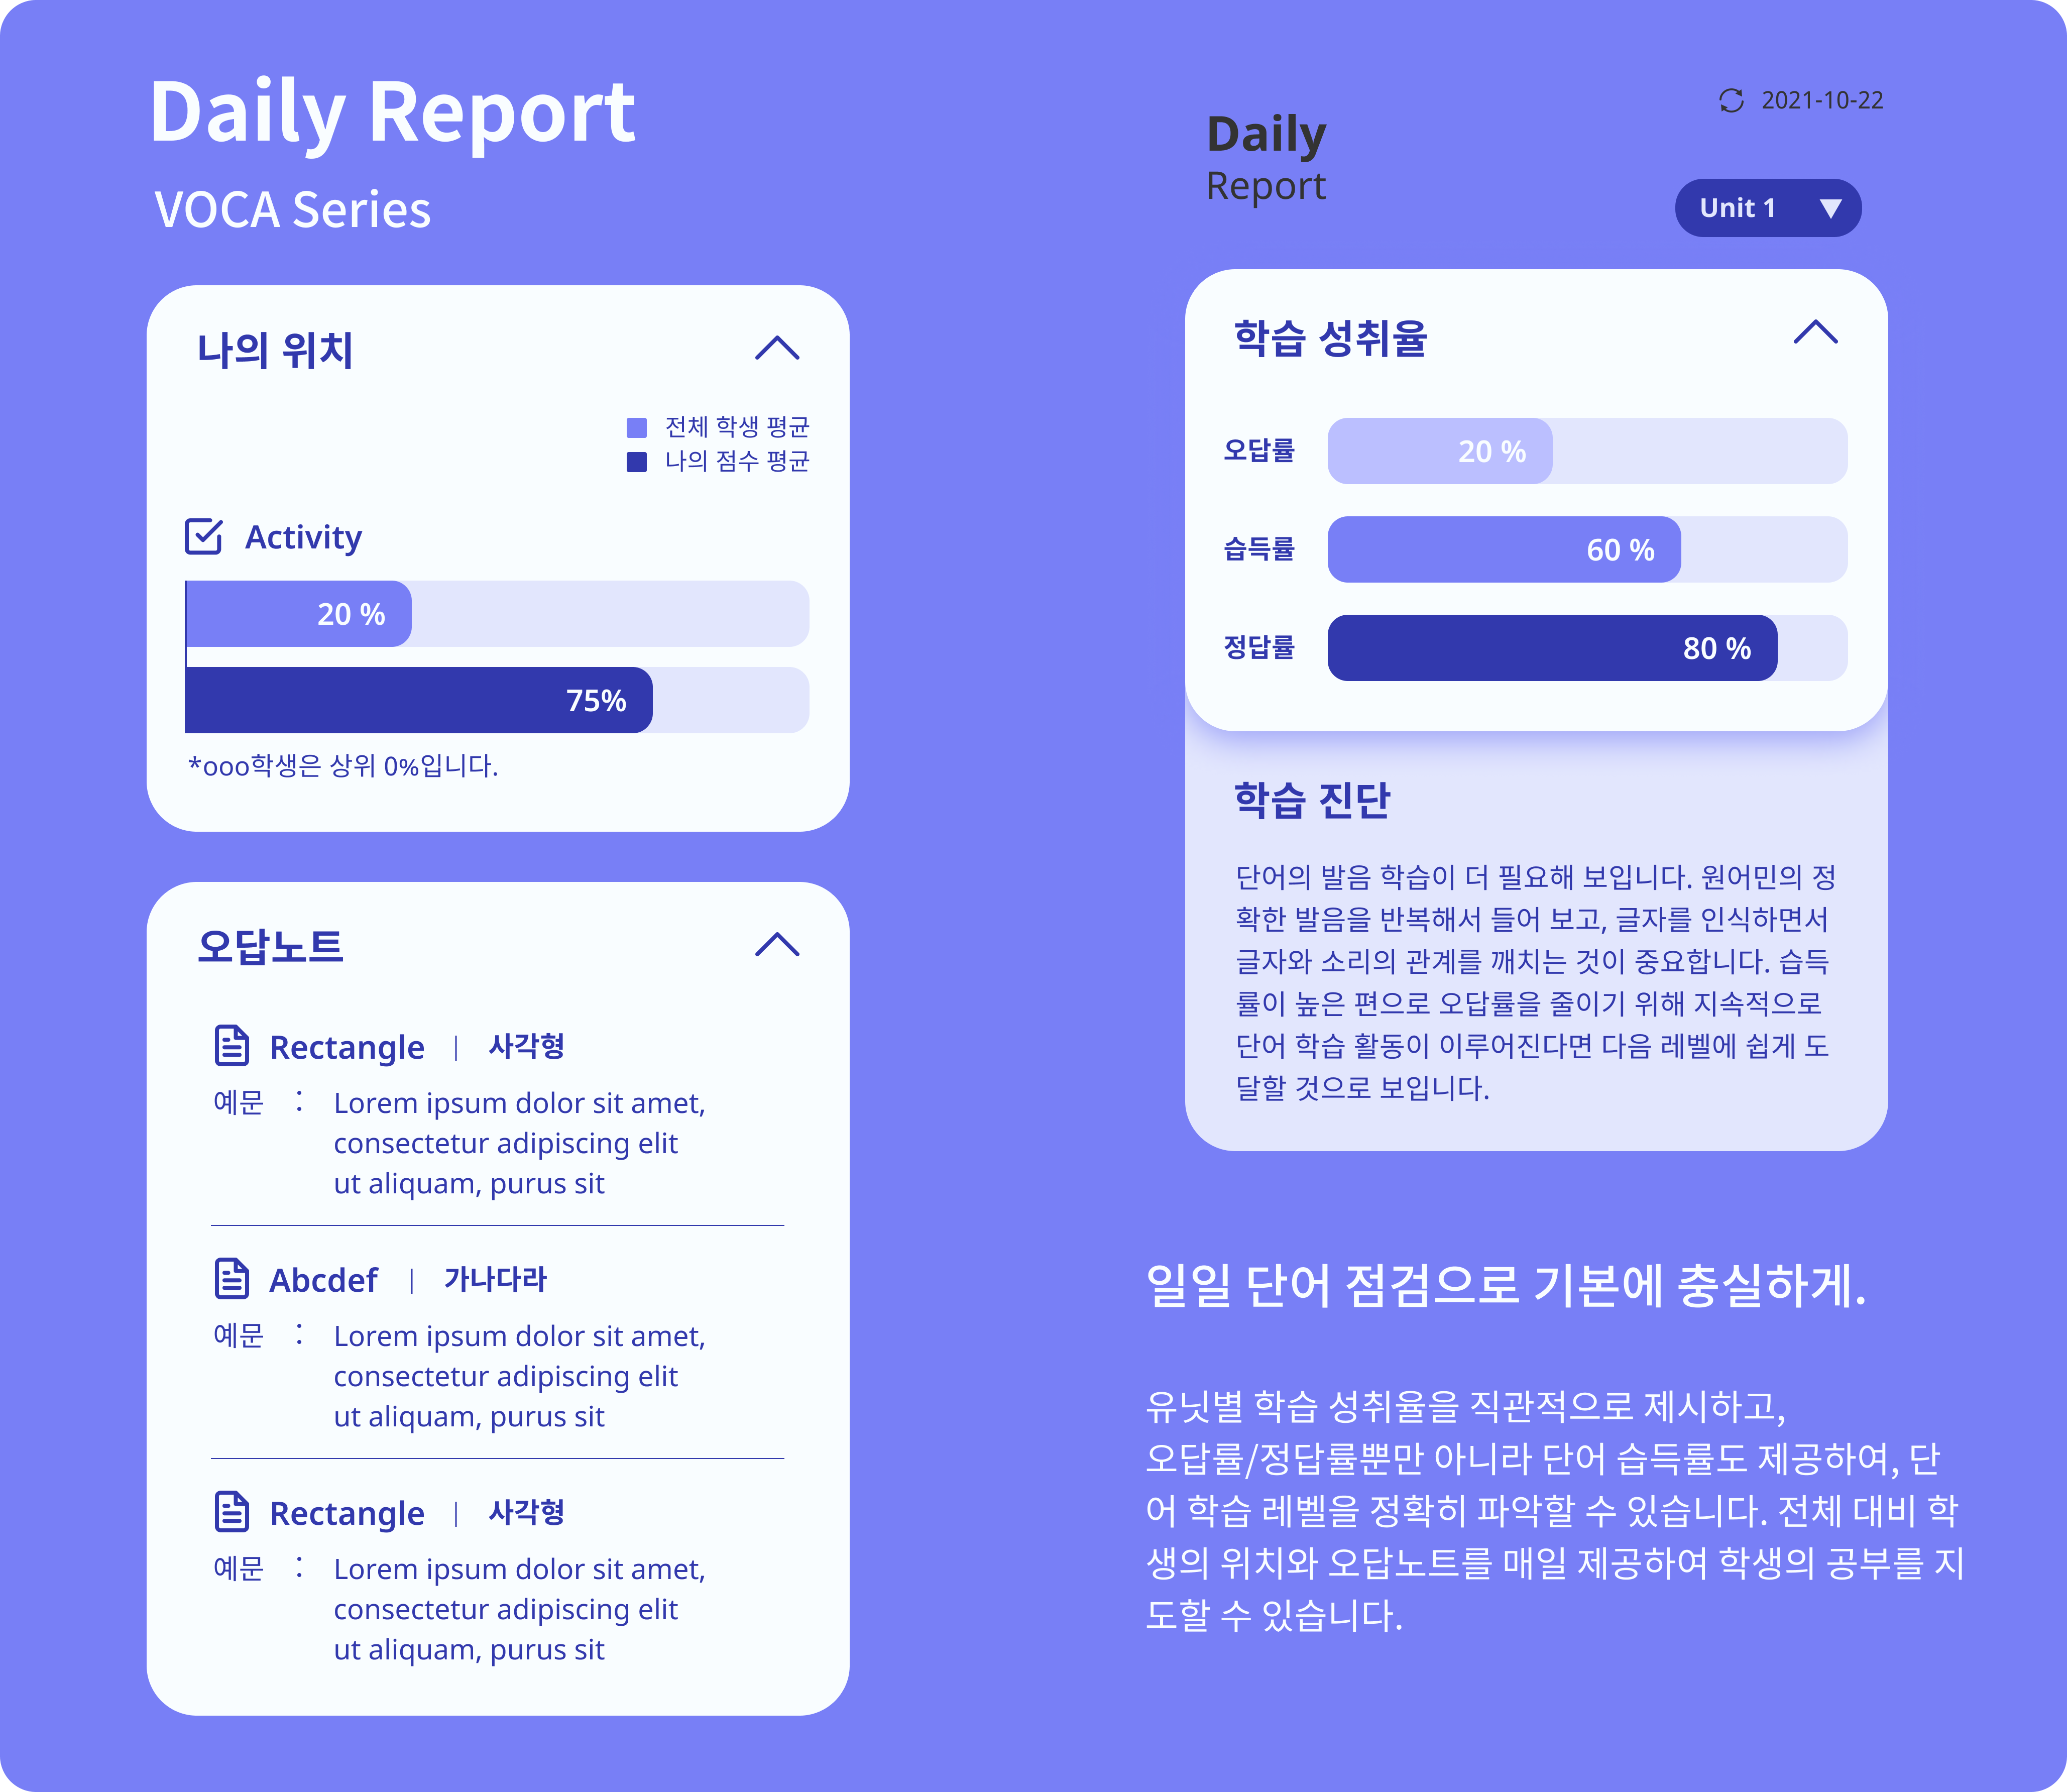 Daily Report
VOCA Series
나의 위치
전체 학생 평균
나의 점수 평균
Activity
20 %
75%
*ooo학생은 상위 0%입니다.
오답노트
Rectangle | 사각형
예문 : Lorem ipsum dolor sit amet,
consectetur adipiscing elit
ut aliquam, purus sit
Abcdef | 가나다라
예문 : Lorem ipsum dolor sit amet,
consectetur adipiscing elit
ut aliquam, purus sit
Rectangle | 사각형
예문 : Lorem ipsum dolor sit amet,
consectetur adipiscing elit
ut aliquam, purus sit
2021-10-22
Daily
Report
Unit 1
학습 성취율
오답률 20 %
습득률 60 %
정답률 80 %
학습 진단
단어의 발음 학습이 더 필요해 보입니다. 원어민의 정
확한 발음을 반복해서 들어 보고, 글자를 인식하면서
글자와 소리의 관계를 깨치는 것이 중요합니다. 습득
률이 높은 편으로 오답률을 줄이기 위해 지속적으로
단어 학습 활동이 이루어진다면 다음 레벨에 쉽게 도
달할 것으로 보입니다.
일일 단어 점검으로 기본에 충실하게.
유닛별 학습 성취율을 직관적으로 제시하고,
오답률/정답률뿐만 아니라 단어 습득률도 제공하여, 단
어 학습 레벨을 정확히 파악할 수 있습니다. 전체 대비 학
생의 위치와 오답노트를 매일 제공하여 학생의 공부를 지
도할 수 있습니다.